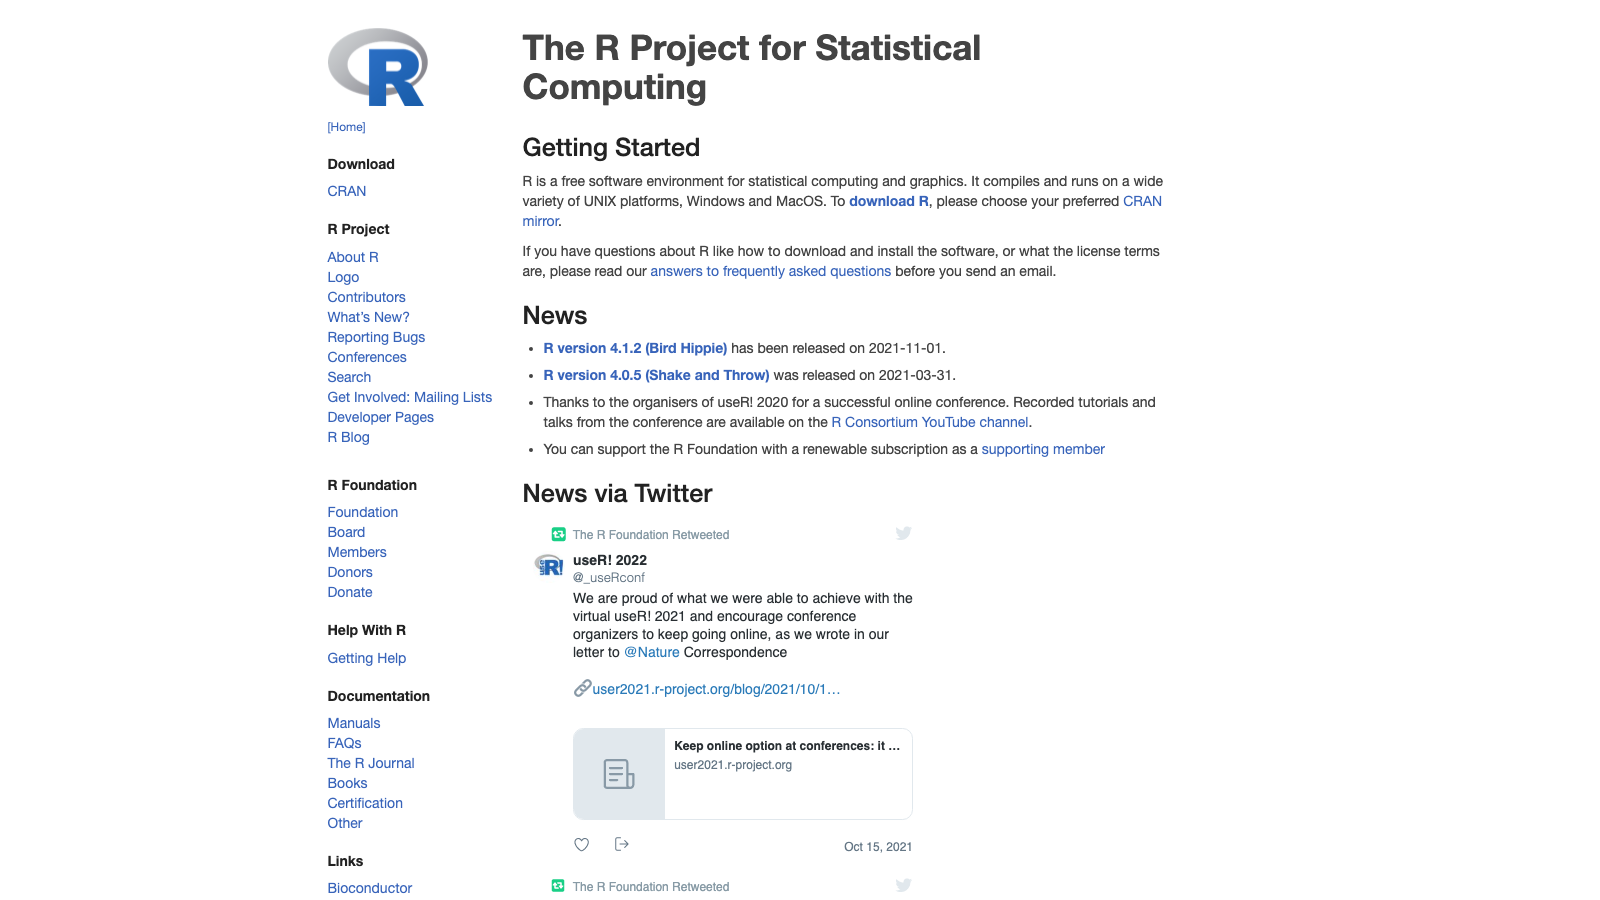 R
[Home]
Download
CRAN
R Project
About R
Logo
Contributors
What's New?
Reporting Bugs
Conferences
Search
Get Involved: Mailing Lists
Developer Pages
R Blog
R Foundation
Foundation
Board
Members
Donors
Donate
Help With R
Getting Help
Documentation
Manuals
FAQs
The R Journal
Books
Certification
Other
Links
Bioconductor
The R Project for Statistical
Computing
Getting Started
R is a free software environment for statistical computing and graphics. It compiles and runs on a wide
variety of UNIX platforms, Windows and MacOS. To download R, please choose your preferred CRAN
mirror.
If you have questions about R like how to download and install the software, or what the license terms
are, please read our answers to frequently asked questions before you send an email.
News
• R version 4.1.2 (Bird Hippie) has been released on 2021-11-01.
• R version 4.0.5 (Shake and Throw) was released on 2021-03-31.
• Thanks to the organisers of useR! 2020 for a successful online conference. Recorded tutorials and
talks from the conference are available on the R Consortium YouTube channel.
• You can support the R Foundation with a renewable subscription as a supporting member
News via Twitter
The R Foundation Retweeted
useR!
useR! 2022
@_useRconf
We are proud of what we were able to achieve with the
virtual useR! 2021 and encourage conference
organizers to keep going online, as we wrote in our
letter to @Nature Correspondence
user2021.r-project.org/blog/2021/10/1…
Keep online option at conferences: it …
user2021.r-project.org
Oct 15, 2021
The R Foundation Retweeted